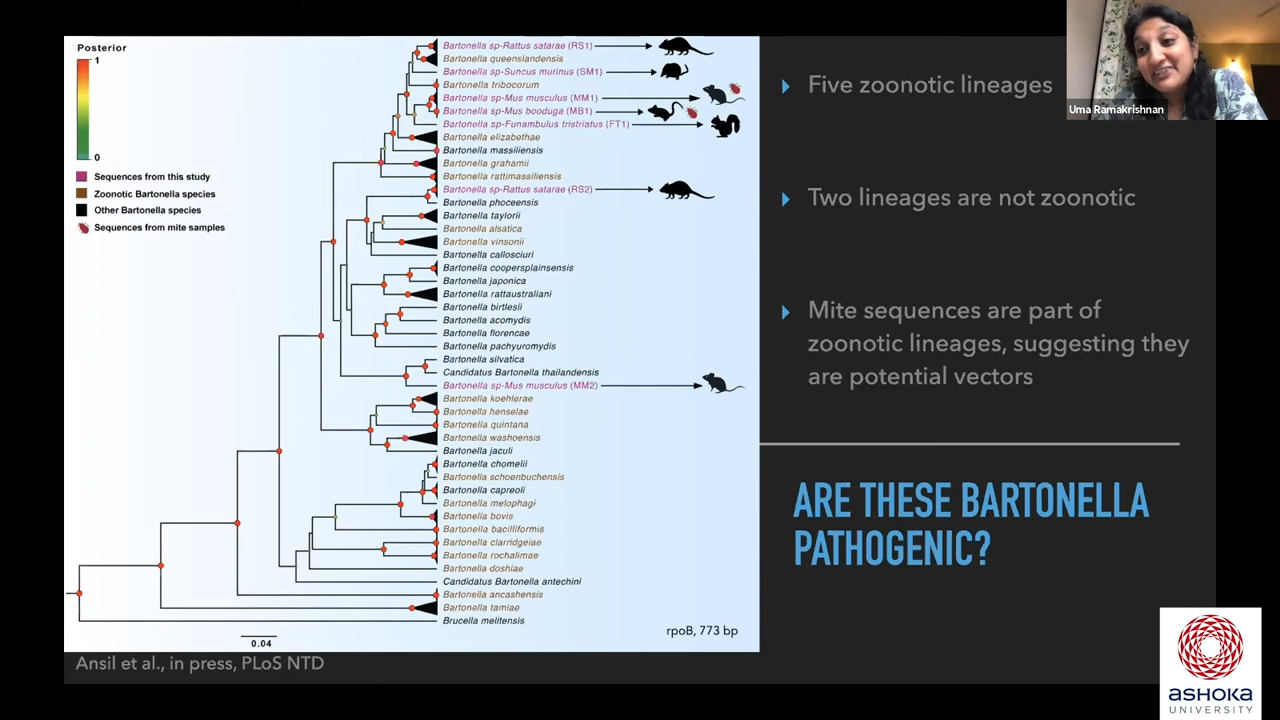 Posterior
1
0
Sequences from this study
Zoonotic Bartonella species
Other Bartonella species
Sequences from mite samples
Bartonella sp-Rattus satarae (RS1)
Bartonella queenslandensis
Bartonella sp-Suncus murinus (SM1)
Bartonella tribocorum
Bartonella sp-Mus musculus (MM1)
Bartonella sp-Mus booduga (MB1)
Bartonella sp-Funambulus tristriatus (FT1)
Bartonella elizabethae
Bartonella massiliensis
Bartonella grahamii
Bartonella rattimassiliensis
Bartonella sp-Rattus satarae (RS2)
Bartonella phoceensis
Bartonella taylorii
Bartonella alsatica
Bartonella vinsonii
Bartonella callosciuri
Bartonella coopersplainsensis
Bartonella japonica
Bartonella rattaustraliani
Bartonella birtlesii
Bartonella acomydis
Bartonella florencae
Bartonella pachyuromydis
Bartonella silvatica
Candidatus Bartonella thailandensis
Bartonella sp-Mus musculus (MM2)
Bartonella koehlerae
Bartonella henselae
Bartonella quintana
Bartonella washoensis
Bartonella jaculi
Bartonella chomelii
Bartonella schoenbuchensis
Bartonella capreoli
Bartonella melophagi
Bartonella bovis
Bartonella bacilliformis
Bartonella clarridgeiae
Bartonella rochalimae
Bartonella doshiae
Candidatus Bartonella antechini
Bartonella ancashensis
Bartonella tamiae
Brucella melitensis
0.04
rpoB, 773 bp
Ansil et al., in press, PLoS NTD
Five zoonotic lineages
Uma Ramakrishnan
Two lineages are not zoonotic
Mite sequences are part of
zoonotic lineages, suggesting they
are potential vectors
ARE THESE BARTONELLA
PATHOGENIC?
ASHOKA
UNIVERSITY